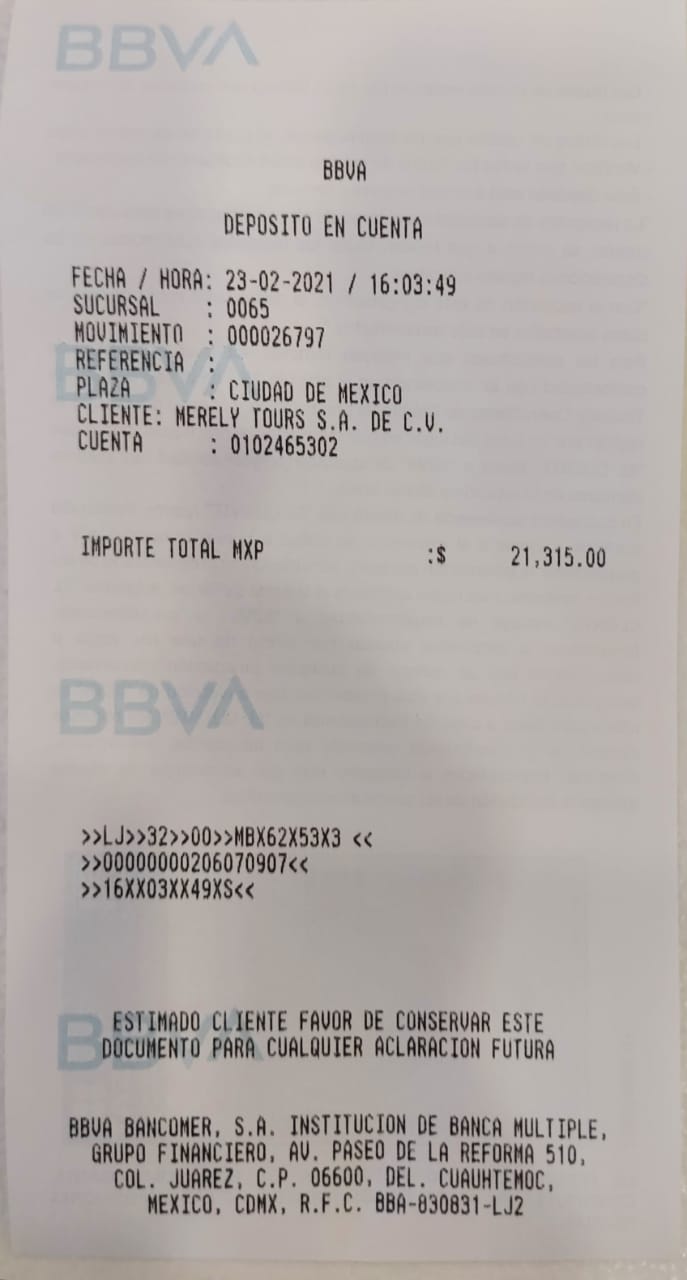 BBVA
BBVA
DEPOSITO EN CUENTA
FECHA / HORA: 23-02-2021 / 16:03:49
SUCURSAL : 0065
MOVIMIENTO : 000026797
REFERENCIA :
BBVA
PLAZA : CIUDAD DE MEXICO
CLIENTE: MERELY TOURS S.A. DE C.V.
CUENTA : 0102465302
IMPORTE TOTAL MXP :$ 21,315.00
BBVA
>>LJ>>32>>00>>MBX62X53X3 <<
>>00000000206070907<<
>>16XX03XX49XS<<
BBVA
ESTIMADO CLIENTE FAVOR DE CONSERVAR ESTE
DOCUMENTO PARA CUALQUIER ACLARACION FUTURA
BBVA BANCOMER, S.A. INSTITUCION DE BANCA MULTIPLE,
GRUPO FINANCIERO, AV. PASEO DE LA REFORMA 510,
COL. JUAREZ, C.P. 06600, DEL. CUAUHTEMOC,
MEXICO, CDMX, R.F.C. BBA-830831-LJ2